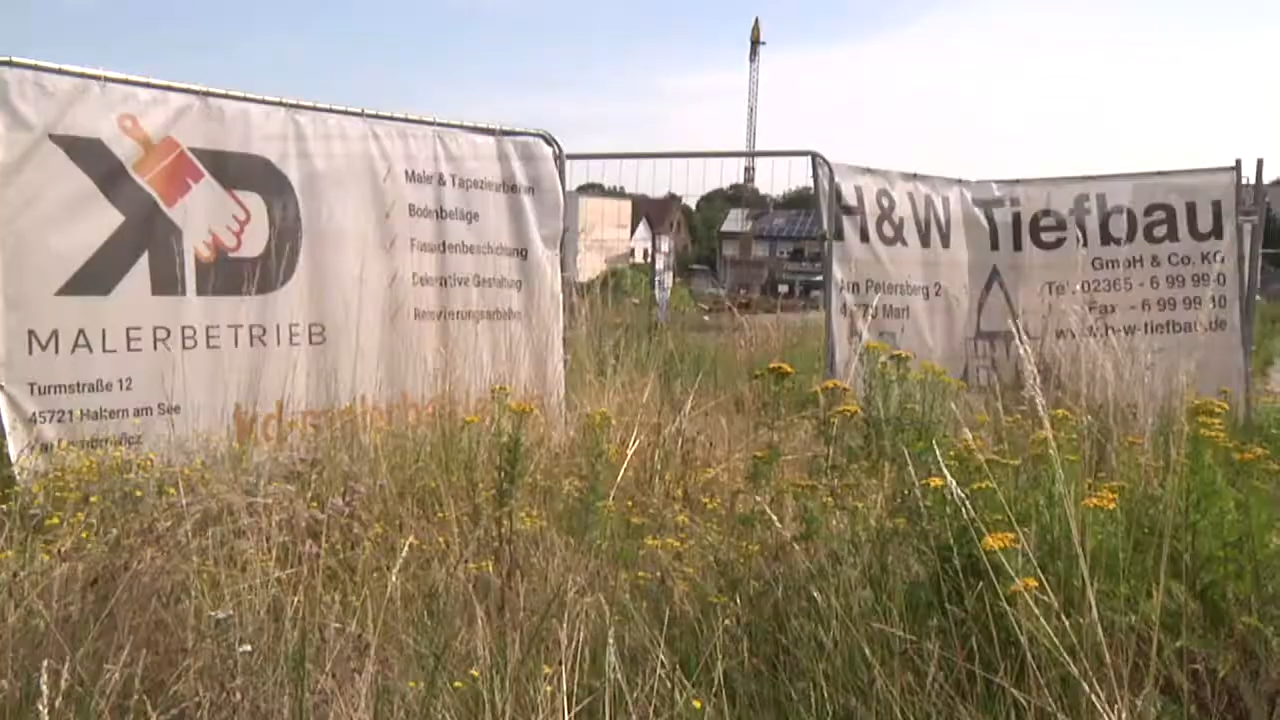 KD
MALERBETRIEB
Turmstraße 12
45721 Haltern am See
Maler & Tapezierarbeiten
Bodenbeläge
Fassadenbeschichtung
Dekorative Gestaltung
Renovierungsarbeiten
H&W Tiefbau
GmbH & Co. KG
Am Petersberg 2
Marl
Tel. 02365 - 6 99 99-0
Fax - 6 99 99 10
www.h-w-tiefbau.de